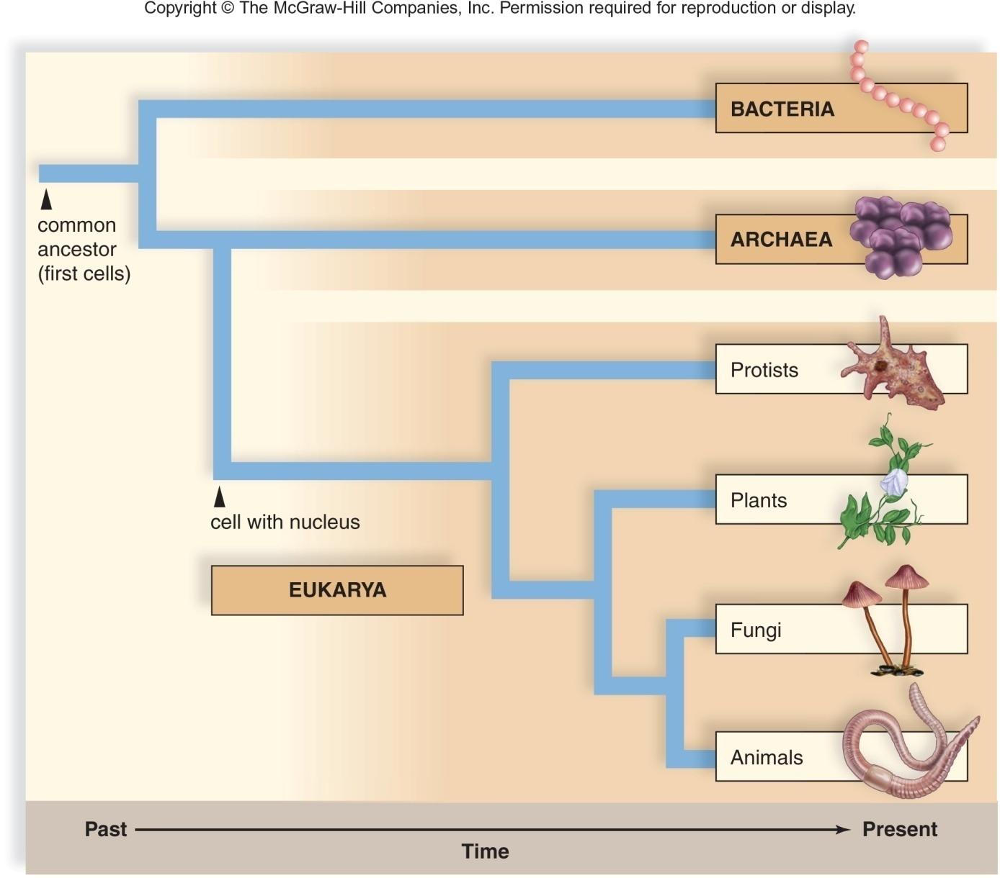 Copyright © The McGraw-Hill Companies, Inc. Permission required for reproduction or display.
BACTERIA
common
ancestor
(first cells)
ARCHAEA
Protists
Plants
cell with nucleus
EUKARYA
Fungi
Animals
Past
Present
Time